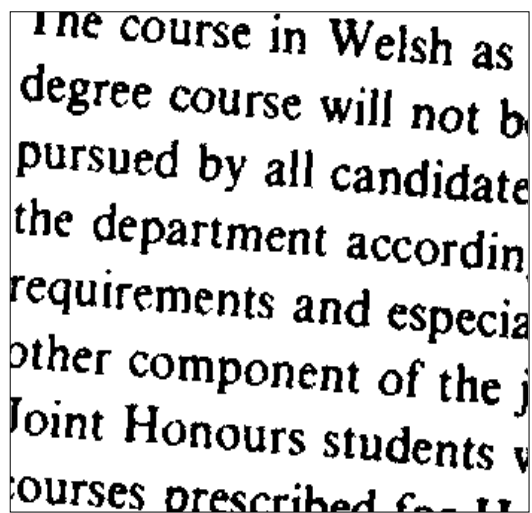 The course in Welsh as
degree course will not
pursued by all candidate
the department accordin
requirements and especia
other component of the
Joint Honours students
courses prescribed for